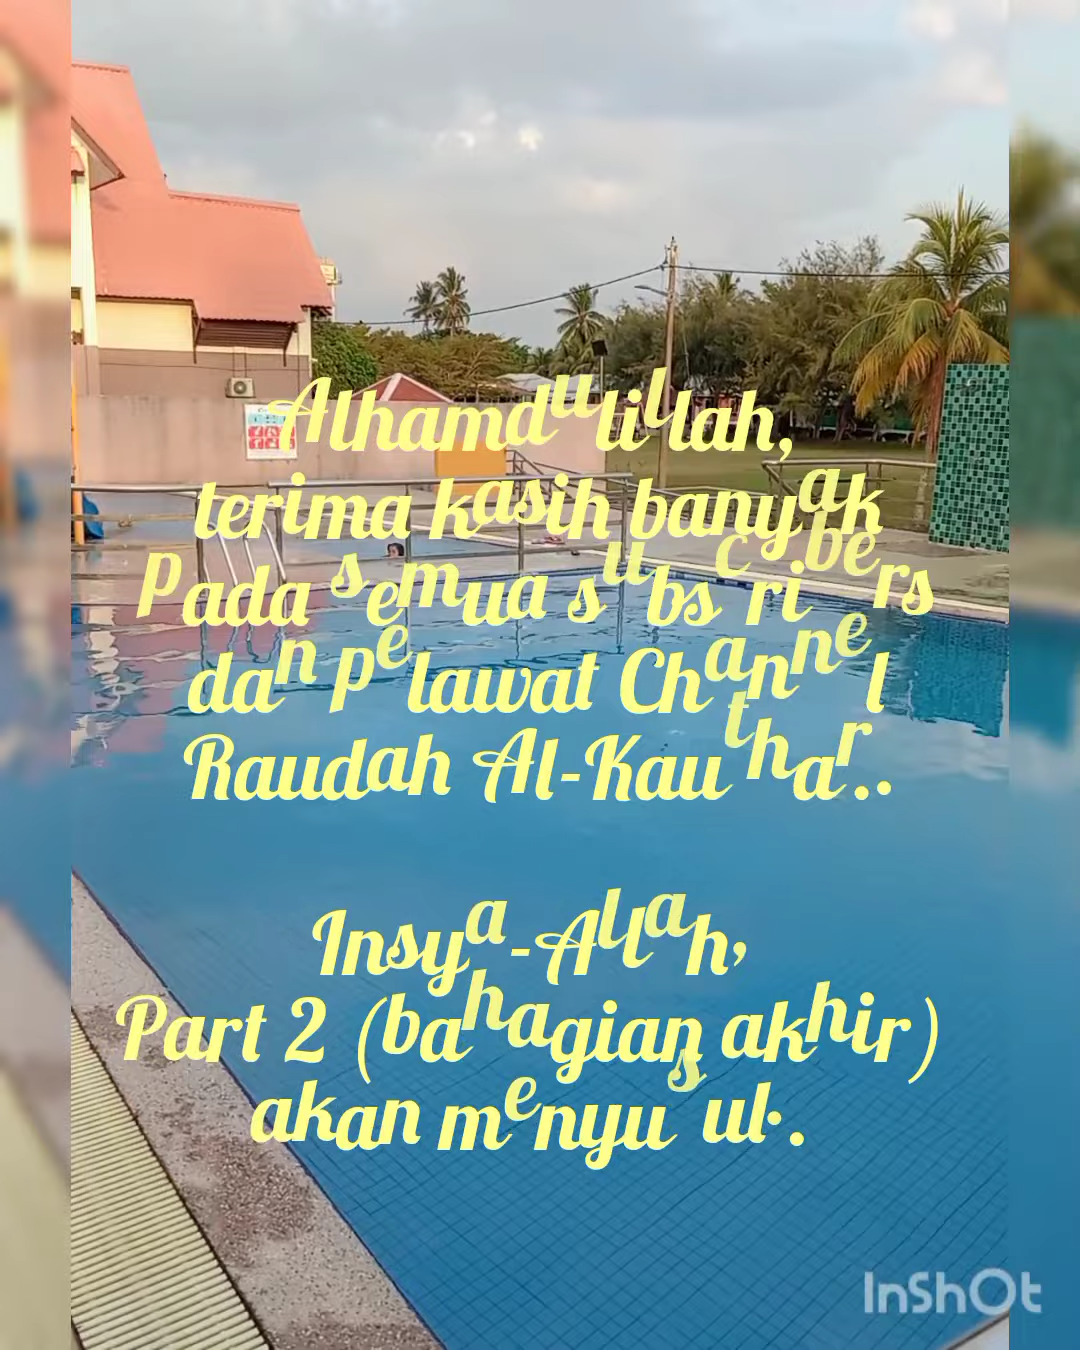 Alhamdulillah,
terima kasih banyak
pada semua subscribers
dan pelawat Channel
Raudah Al-Kauthar..
Insya-Allah,
Part 2 (bahagian akhir)
akan menyusul..
InShOt